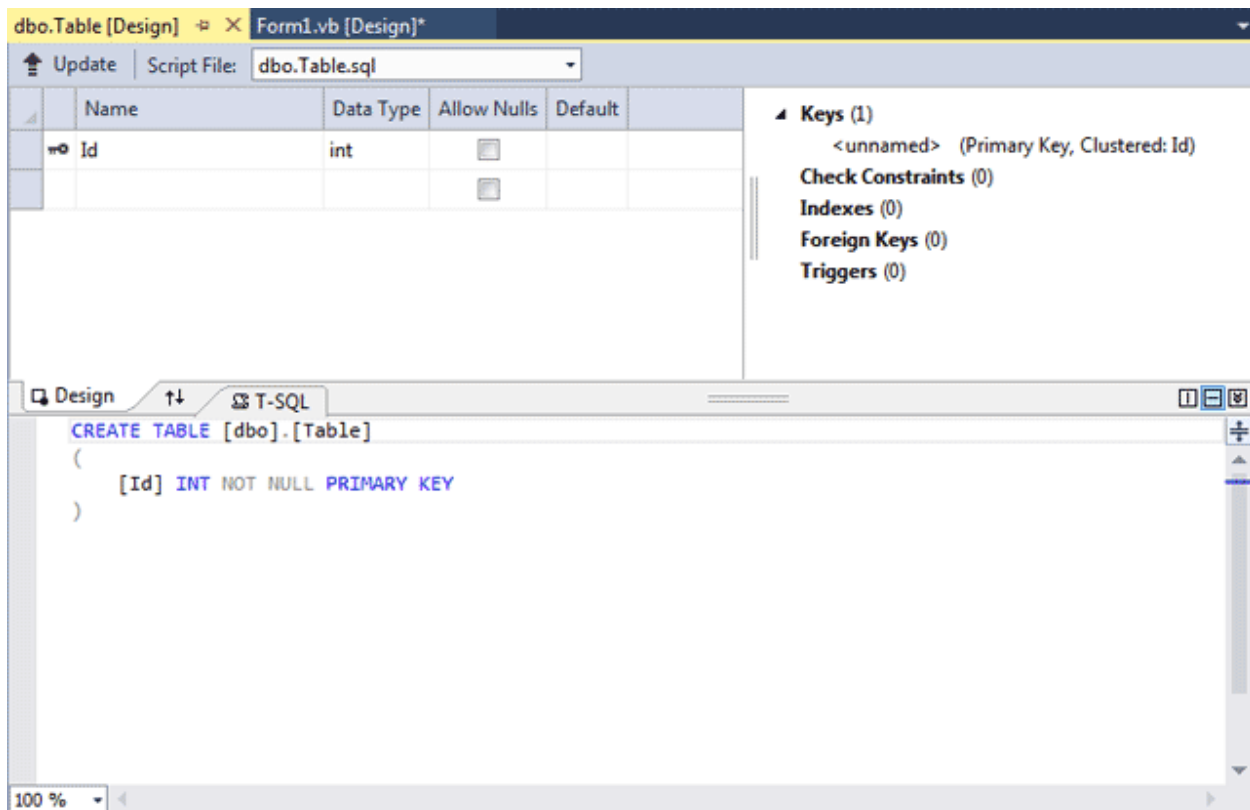 dbo.Table [Design] Form1.vb [Design]*
Update Script File: dbo.Table.sql
Name Data Type Allow Nulls Default
Id int
Keys (1)
<unnamed> (Primary Key, Clustered: Id)
Check Constraints (0)
Indexes (0)
Foreign Keys (0)
Triggers (0)
Design T-SQL
CREATE TABLE [dbo].[Table]
(
[Id] INT NOT NULL PRIMARY KEY
)
100 %